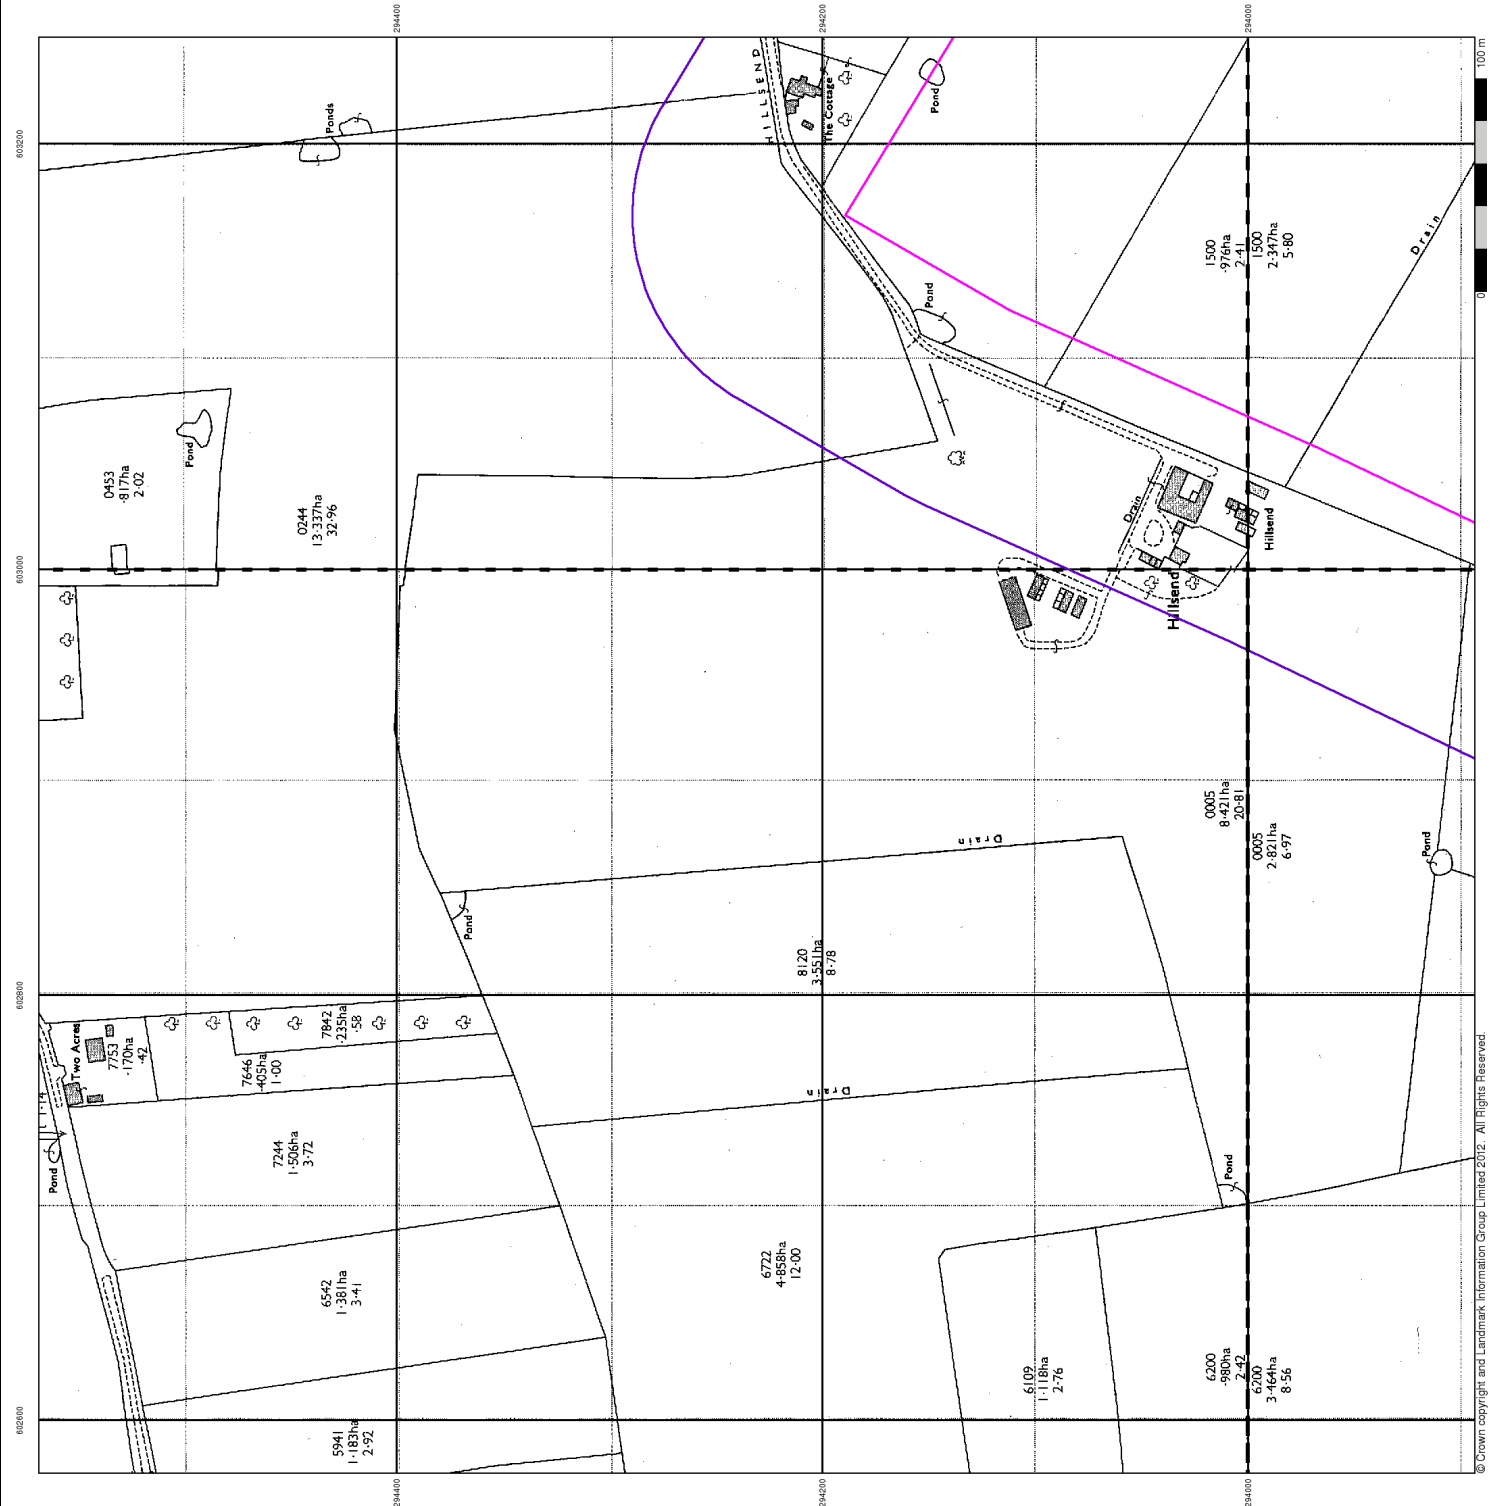 294400
294200
294000
603200
603000
602800
602600
100 m
0
HILLSEND
The Cottage
Ponds
Pond
Pond
Drain
1500
·976ha
2·41
1500
2·347ha
5·80
Pond
0453
·817ha
2·02
0244
13·337ha
32·96
Drain
Hillsend
Hillsend
0005
8·421ha
20·81
0005
2·821ha
6·97
Pond
Drain
Pond
8120
3·551ha
8·78
Two Acres
7753
·170ha
·42
7842
·235ha
·58
7646
·405ha
1·00
Drain
Pond
7244
1·506ha
3·72
Pond
6542
1·381ha
3·41
6722
4·858ha
12·00
6109
1·118ha
2·76
6200
·980ha
2·42
6200
3·464ha
8·56
5941
1·183ha
2·92
294400
294200
294000
© Crown copyright and Landmark Information Group Limited 2012. All Rights Reserved.